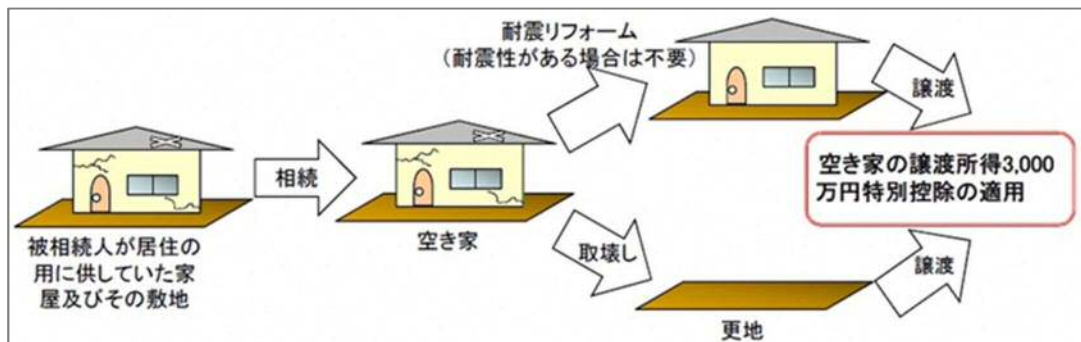 被相続人が居住の
用に供していた家
屋及びその敷地
相続
空き家
耐震リフォーム
(耐震性がある場合は不要)
取壊し
更地
譲渡
譲渡
空き家の譲渡所得3,000
万円特別控除の適用